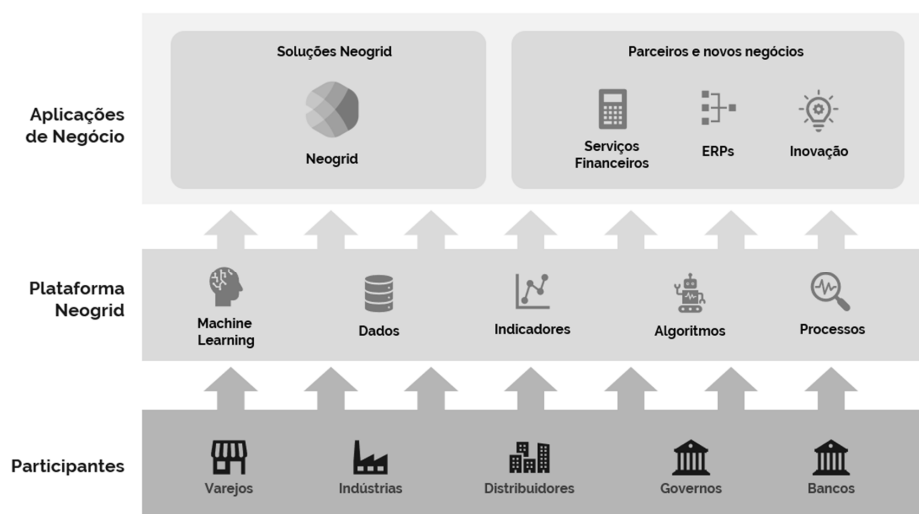 Soluções Neogrid
Parceiros e novos negócios
Aplicações
de Negócio
Neogrid
Serviços
Financeiros
ERPs
Inovação
Plataforma
Neogrid
Machine
Learning
Dados
Indicadores
Algoritmos
Processos
Participantes
Varejos
Indústrias
Distribuidores
Governos
Bancos